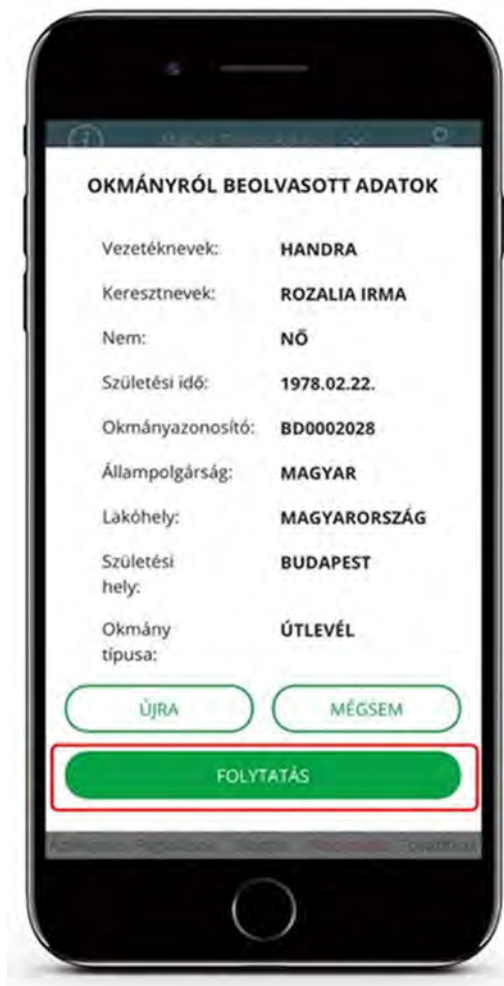 OKMÁNYRÓL BEOLVASOTT ADATOK
Vezetéknevek: HANDRA
Keresztnevek: ROZALIA IRMA
Nem: NŐ
Születési idő: 1978.02.22.
Okmányazonosító: BD0002028
Állampolgárság: MAGYAR
Lakóhely: MAGYARORSZÁG
Születési BUDAPEST
hely:
Okmány ÚTLEVÉL
típusa:
ÚJRA MÉGSEM
FOLYTATÁS